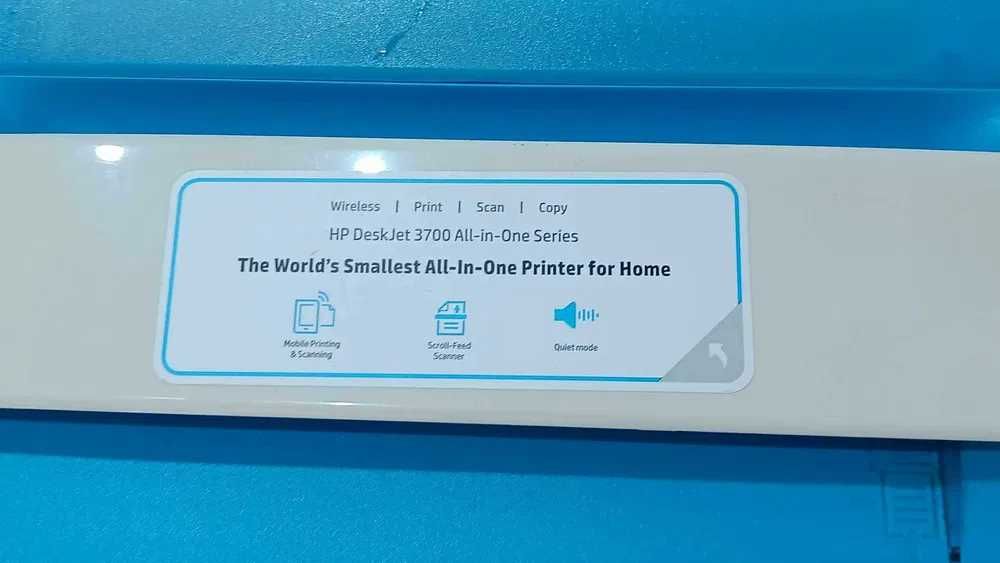 Wireless | Print | Scan | Copy
HP DeskJet 3700 All-in-One Series
The World's Smallest All-In-One Printer for Home
Mobile Printing
& Scanning
Scroll-Feed
Scanner
Quiet mode